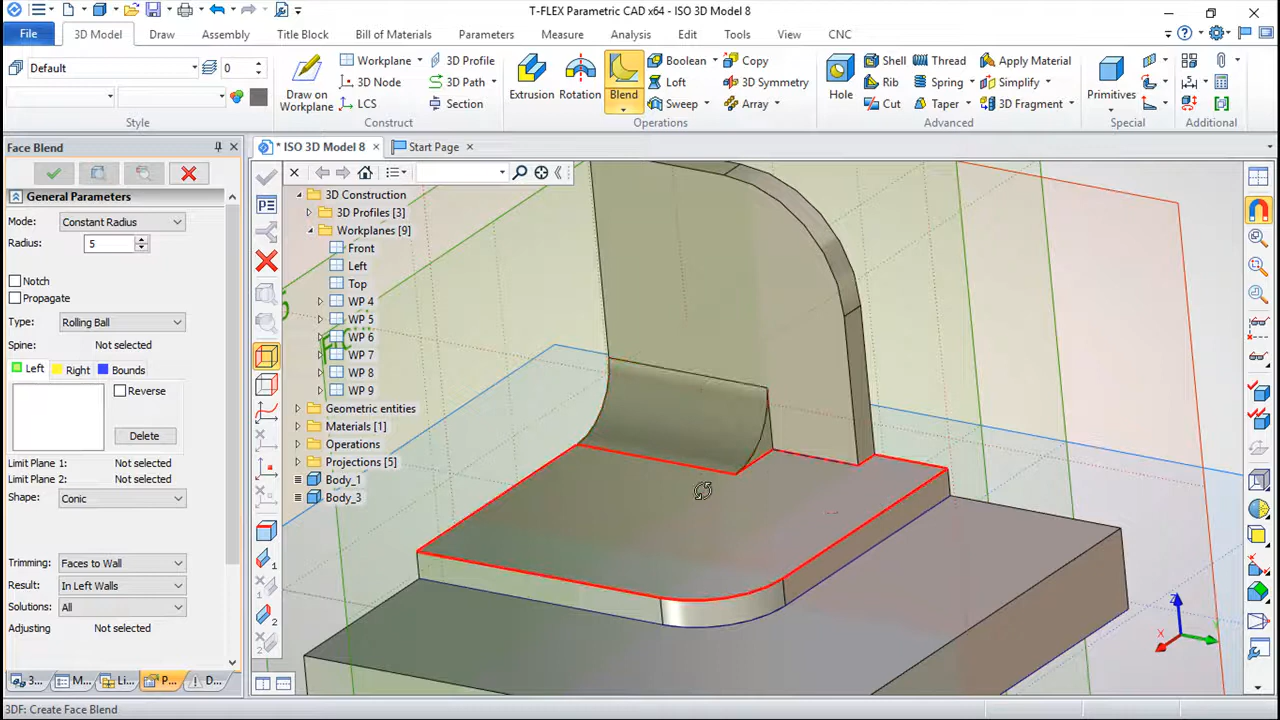 T-FLEX Parametric CAD x64 - ISO 3D Model 8
File
3D Model
Draw
Assembly
Title Block
Bill of Materials
Parameters
Measure
Analysis
Edit
Tools
View
CNC
Default
0
Style
Draw on
Workplane
Workplane
3D Node
LCS
3D Profile
3D Path
Section
Construct
Extrusion
Rotation
Blend
Boolean
Loft
Sweep
Copy
3D Symmetry
Array
Operations
Hole
Shell
Rib
Cut
Thread
Spring
Taper
Apply Material
Simplify
3D Fragment
Advanced
Primitives
Special
Additional
Face Blend
* ISO 3D Model 8
Start Page
General Parameters
Mode:
Constant Radius
Radius:
5
Notch
Propagate
Type:
Rolling Ball
Spine:
Not selected
Left
Right
Bounds
Reverse
Delete
Limit Plane 1:
Not selected
Limit Plane 2:
Not selected
Shape:
Conic
Trimming:
Faces to Wall
Result:
In Left Walls
Solutions:
All
Adjusting
Not selected
3...
M...
Li...
P...
D...
3D Construction
3D Profiles [3]
Workplanes [9]
Front
Left
Top
WP 4
WP 5
WP 6
WP 7
WP 8
WP 9
Geometric entities
Materials [1]
Operations
Projections [5]
Body_1
Body_3
Z
X
3DF: Create Face Blend